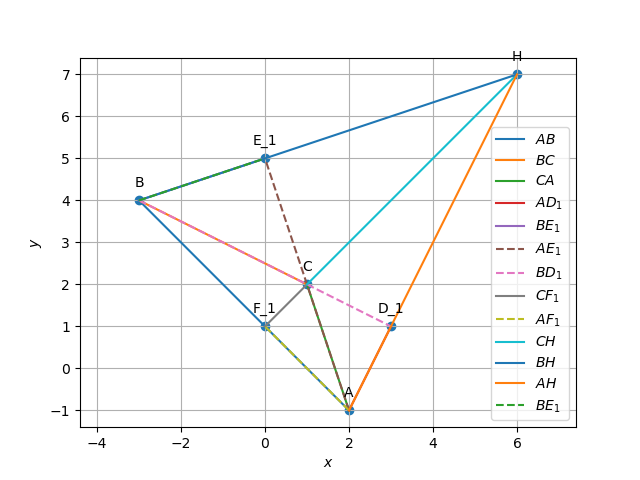 H
7
6
E_1
5
B
4
y
3
C
2
F_1
D_1
1
0
A
−1
−4
−2
0
2
4
6
x
AB
BC
CA
AD₁
BE₁
AE₁
BD₁
CF₁
AF₁
CH
BH
AH
BE₁